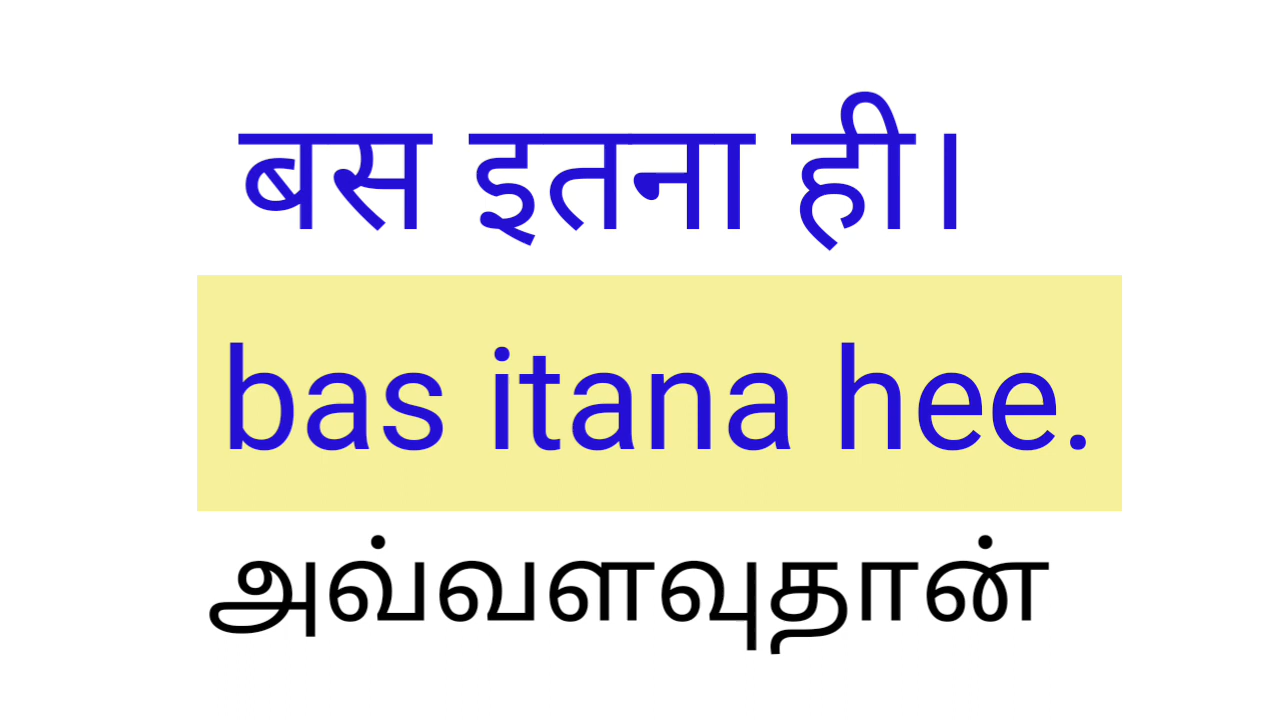 बस इतना ही।
bas itana hee.
அவ்வளவுதான்